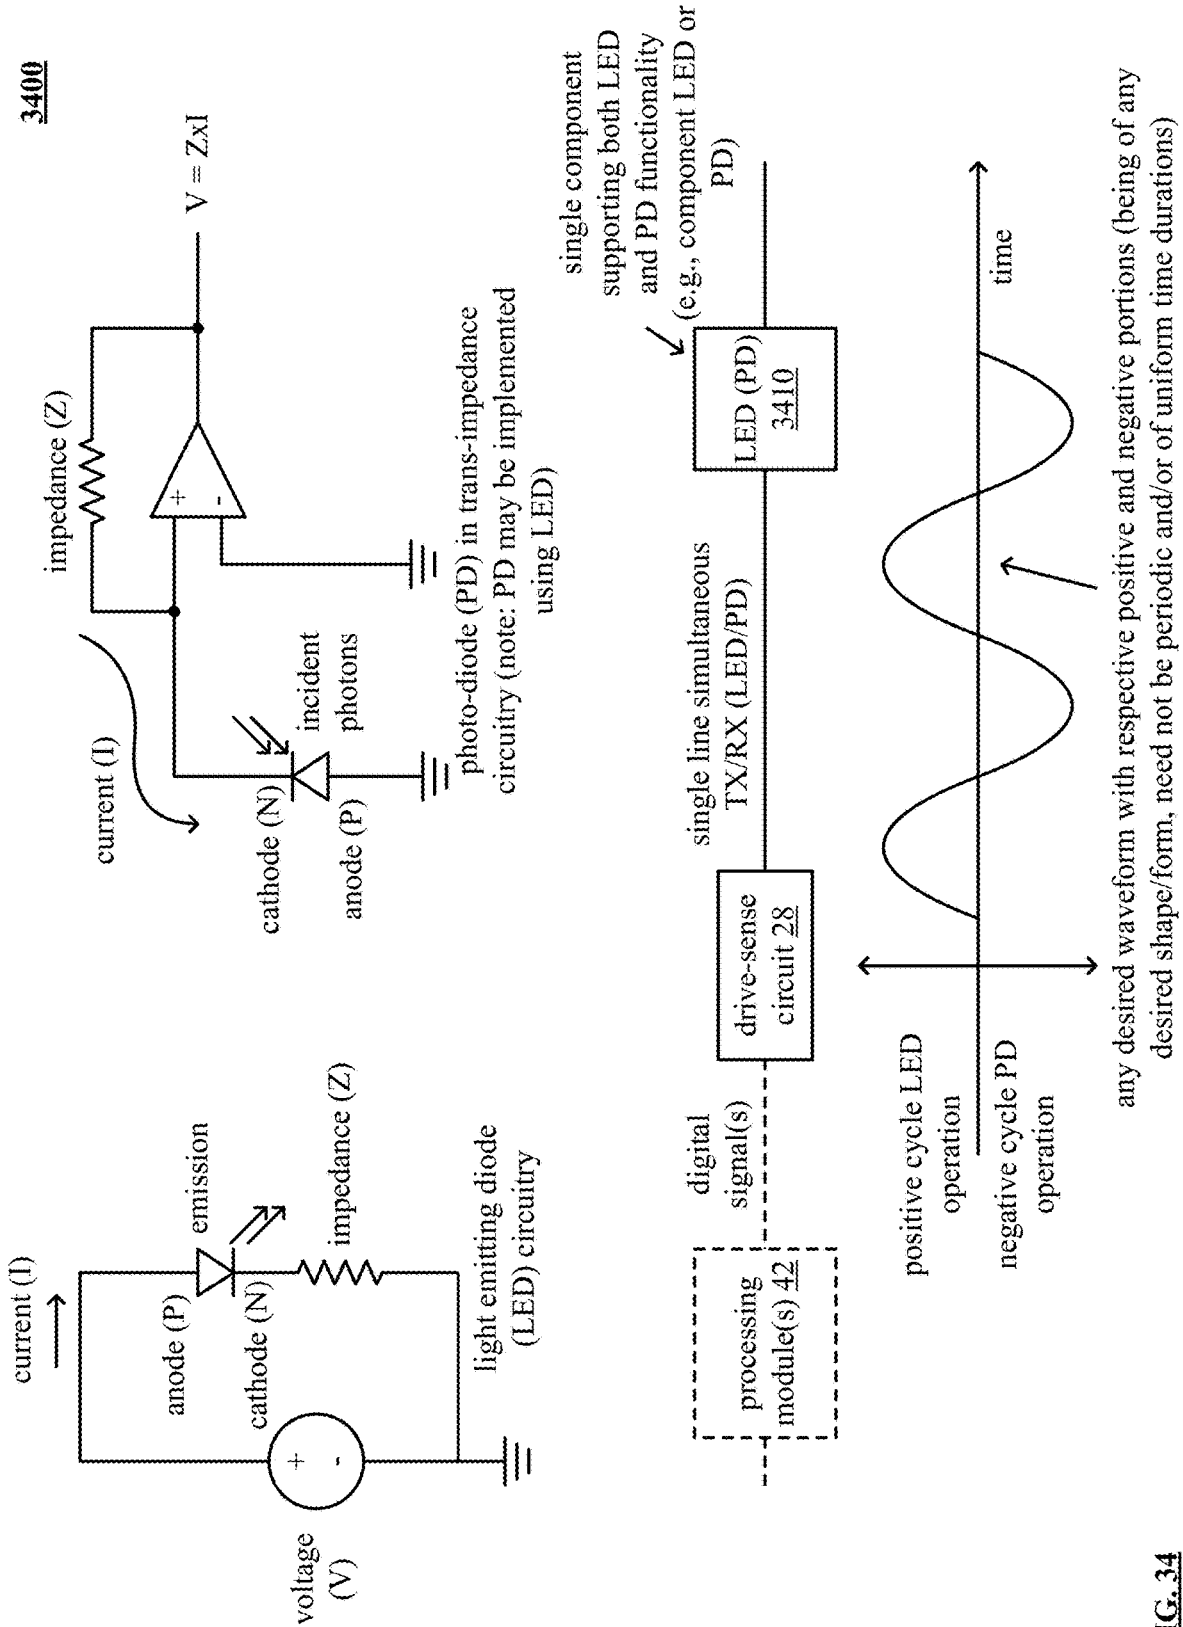 3400
current (I)
anode (P)
emission
cathode (N)
impedance (Z)
voltage
(V)
+
-
light emitting diode
(LED) circuitry
impedance (Z)
current (I)
+
-
V = ZxI
cathode (N)
anode (P)
incident
photons
photo-diode (PD) in trans-impedance
circuitry (note: PD may be implemented
using LED)
processing
module(s) 42
digital
signal(s)
drive-sense
circuit 28
single line simultaneous
TX/RX (LED/PD)
LED (PD)
3410
single component
supporting both LED
and PD functionality
(e.g., component LED or
PD)
positive cycle LED
operation
negative cycle PD
operation
time
any desired waveform with respective positive and negative portions (being of any
desired shape/form, need not be periodic and/or of uniform time durations)
G. 34